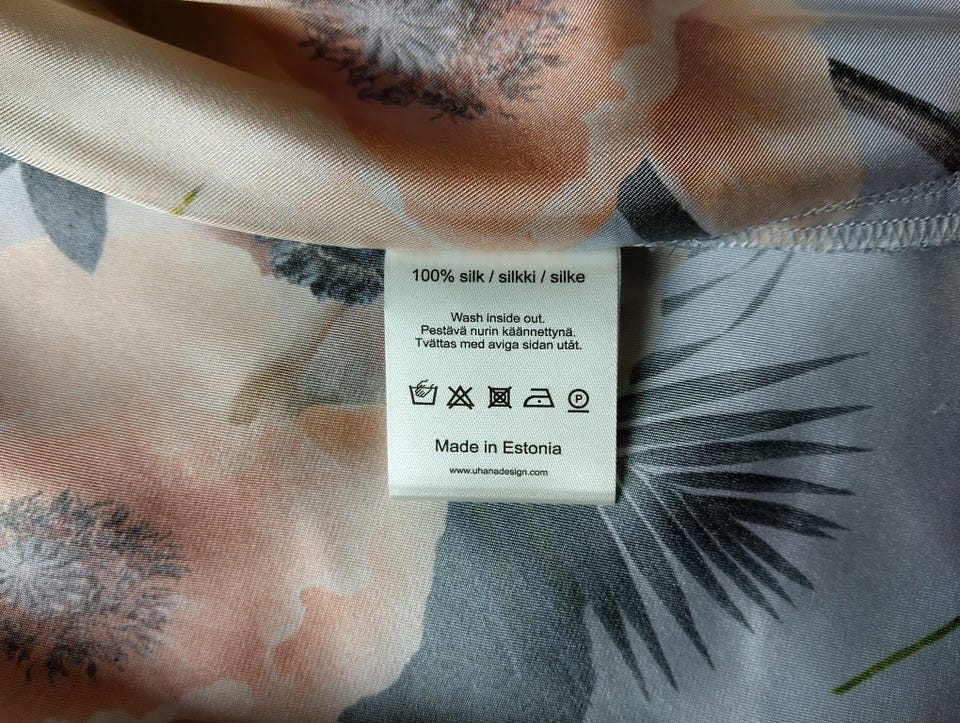 100% silk / silkki / silke
Wash inside out.
Pestävä nurin käännettynä.
Tvättas med aviga sidan utåt.
P
Made in Estonia
www.uhanadesign.com